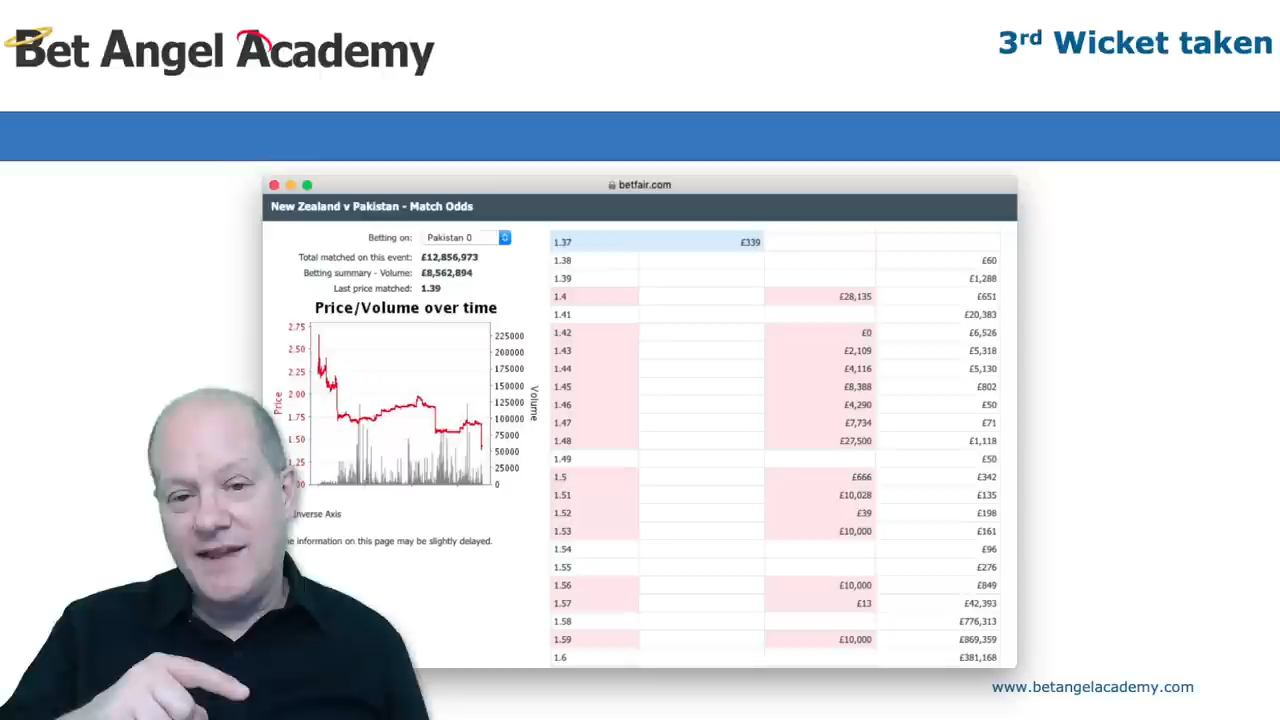 Bet Angel Academy
3rd Wicket taken
betfair.com
New Zealand v Pakistan - Match Odds
Betting on: Pakistan 0
Total matched on this event: £12,856,973
Betting summary - Volume: £8,562,894
Last price matched: 1.39
Price/Volume over time
2.75
2.50
2.25
2.00
1.75
1.50
1.25
Price
225000
200000
175000
150000
125000
100000
75000
50000
25000
0
Volume
Inverse Axis
information on this page may be slightly delayed.
1.37 £339
1.38 £60
1.39 £1,288
1.4 £28,135 £651
1.41 £20,383
1.42 £0 £6,526
1.43 £2,109 £5,318
1.44 £4,116 £5,130
1.45 £8,388 £802
1.46 £4,290 £50
1.47 £7,734 £71
1.48 £27,500 £1,118
1.49 £50
1.5 £666 £342
1.51 £10,028 £135
1.52 £39 £198
1.53 £10,000 £161
1.54 £96
1.55 £276
1.56 £10,000 £849
1.57 £13 £42,393
1.58 £776,313
1.59 £10,000 £869,359
1.6 £381,168
www.betangelacademy.com